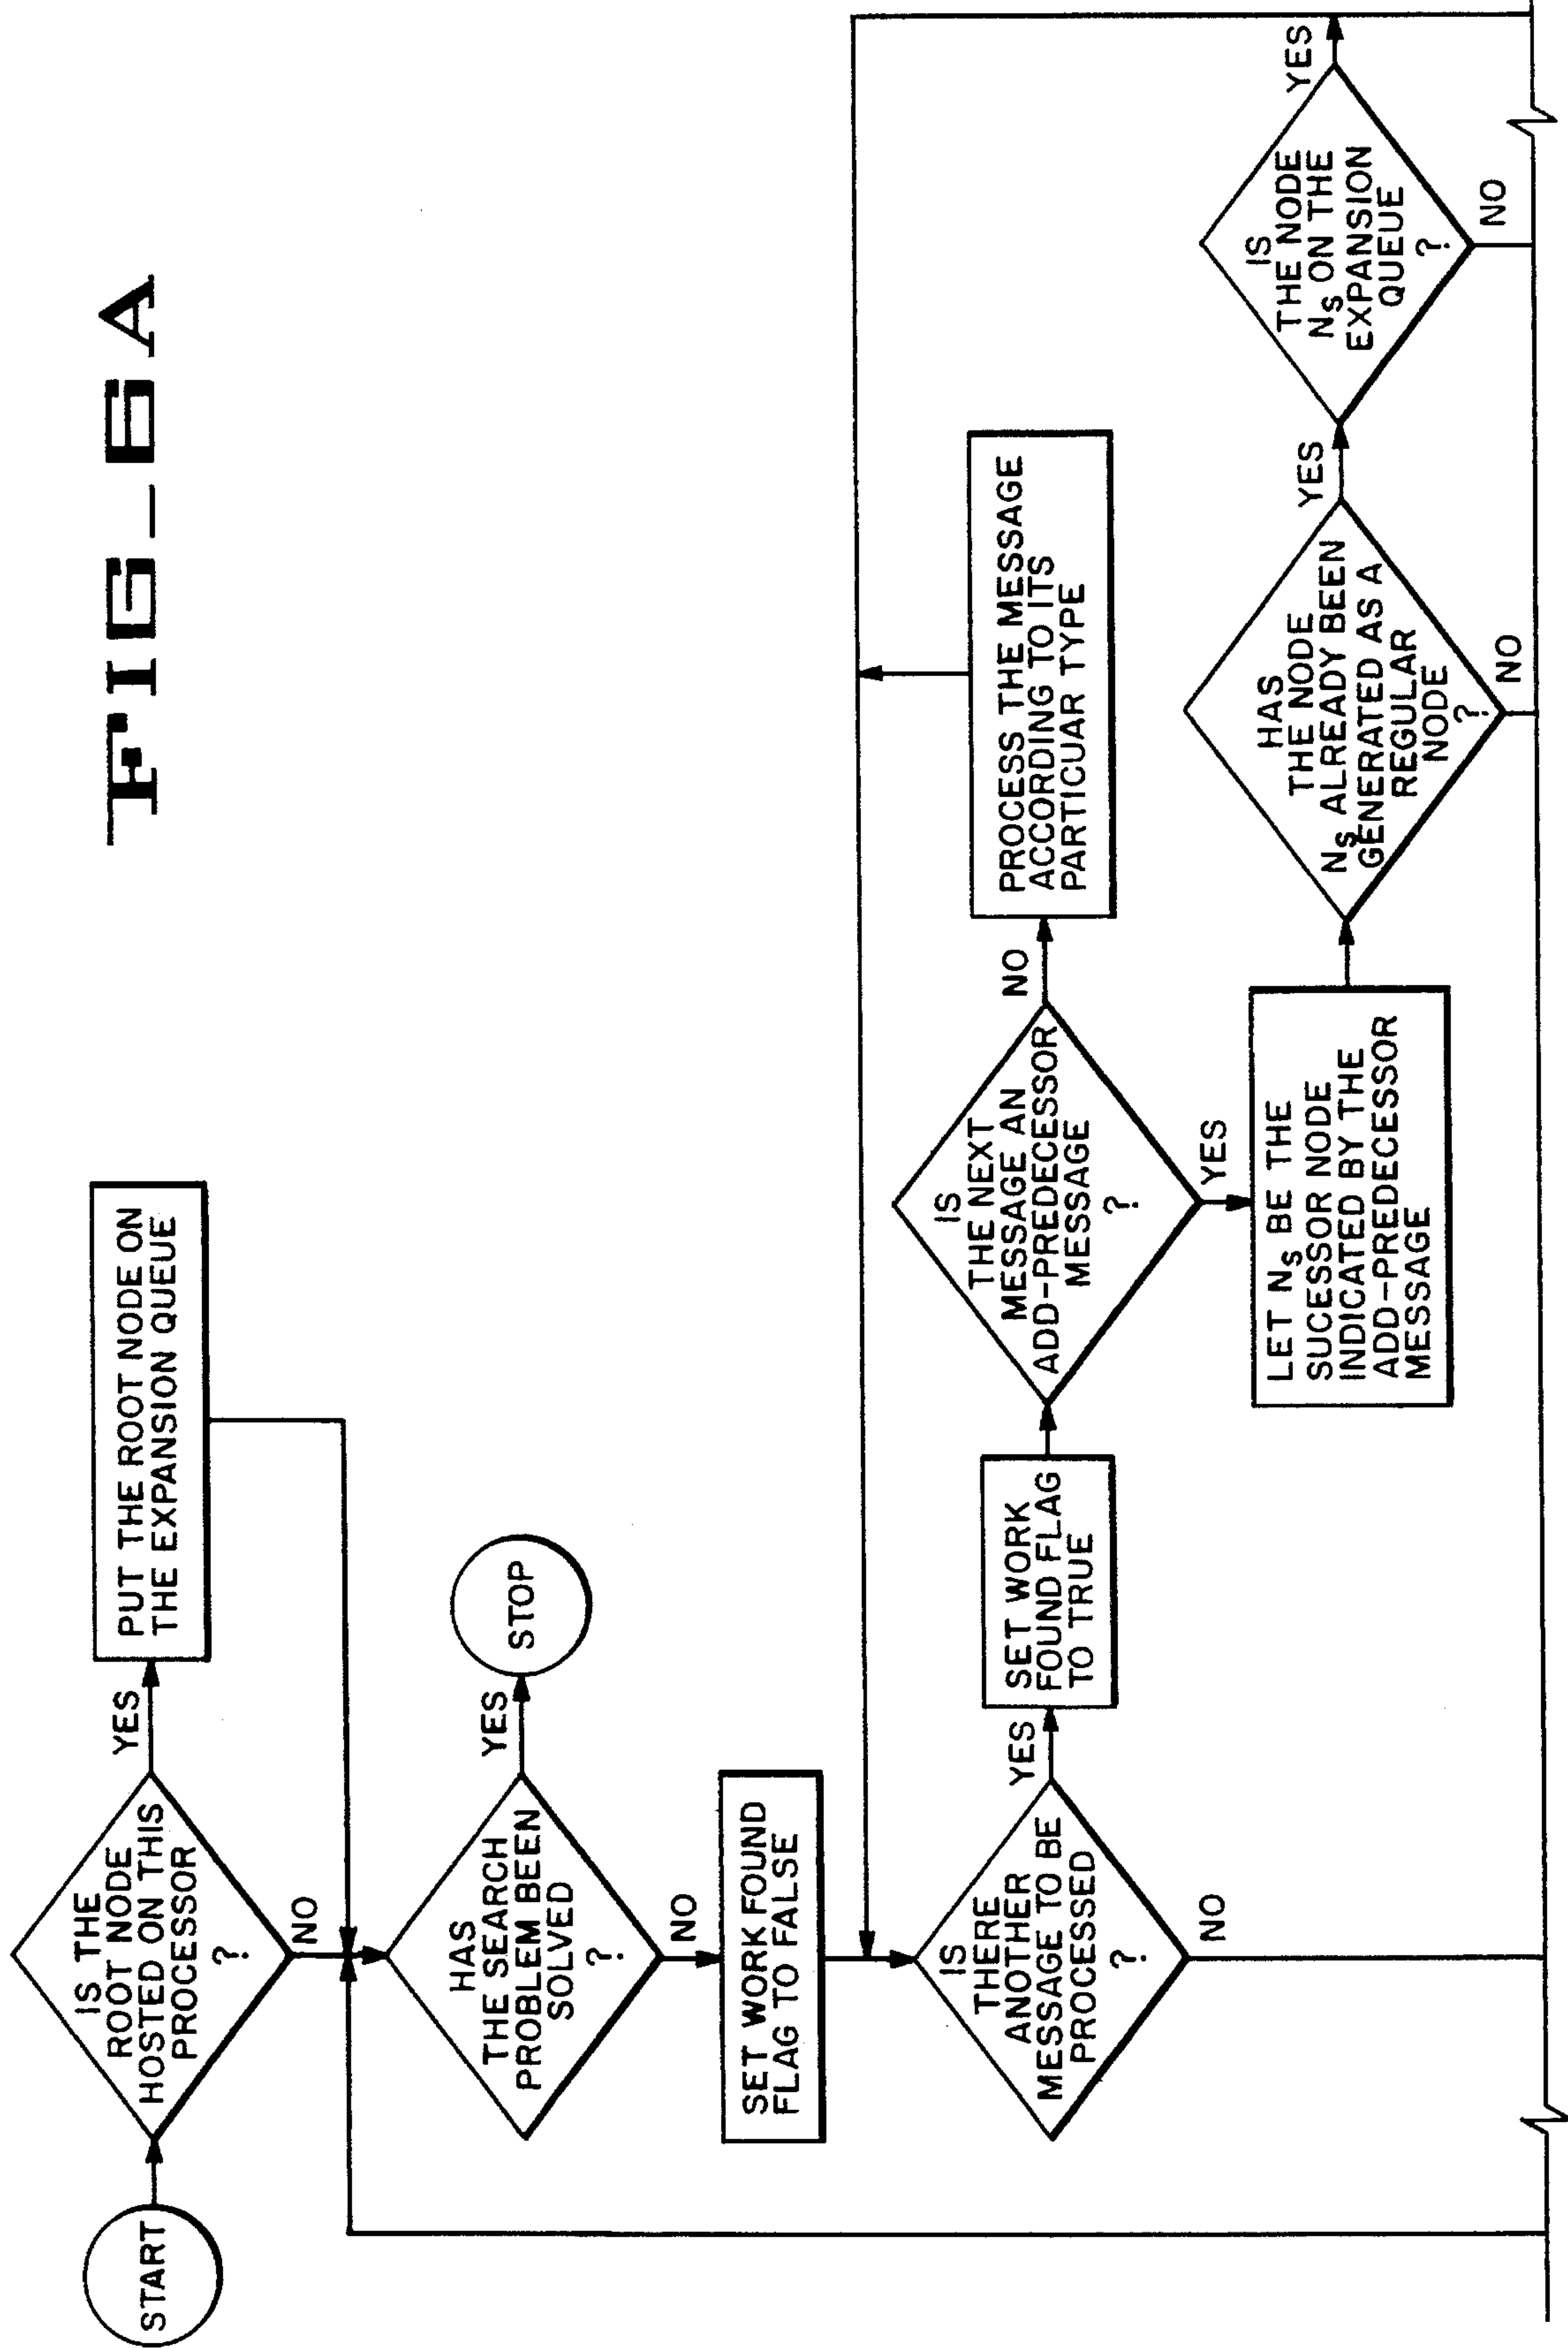 FIG_6A
START
IS THE
ROOT NODE
HOSTED ON THIS
PROCESSOR
?
YES
PUT THE ROOT NODE ON
THE EXPANSION QUEUE
NO
HAS
THE SEARCH
PROBLEM BEEN
SOLVED
?
YES
STOP
NO
SET WORK FOUND
FLAG TO FALSE
IS
THERE
ANOTHER
MESSAGE TO BE
PROCESSED
?
YES
NO
SET WORK
FOUND FLAG
TO TRUE
IS
THE NEXT
MESSAGE AN
ADD-PREDECESSOR
MESSAGE
?
NO
PROCESS THE MESSAGE
ACCORDING TO ITS
PARTICUAR TYPE
YES
LET NS BE THE
SUCESSOR NODE
INDICATED BY THE
ADD-PREDECESSOR
MESSAGE
HAS
THE NODE
NS ALREADY BEEN
GENERATED AS A
REGULAR
NODE
?
YES
NO
IS
THE NODE
NS ON THE
EXPANSION
QUEUE
?
YES
NO